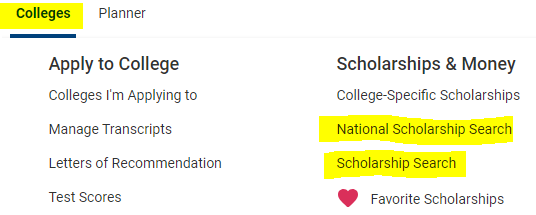 Colleges Planner
Apply to College
Colleges I'm Applying to
Manage Transcripts
Letters of Recommendation
Test Scores
Scholarships & Money
College-Specific Scholarships
National Scholarship Search
Scholarship Search
Favorite Scholarships